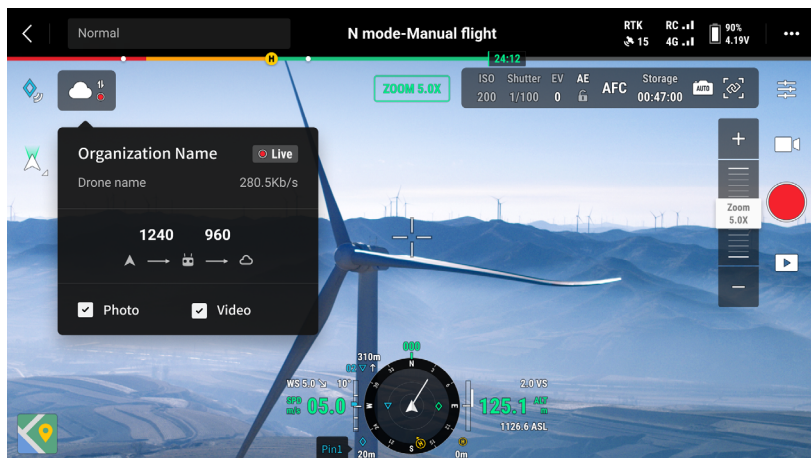 Normal
N mode-Manual flight
RTK
15
RC
4G
90%
4.19V
24:12
H
ZOOM 5.0X
ISO
200
Shutter
1/100
EV
0
AE
AFC
Storage
00:47:00
AUTO
Organization Name
Live
Drone name
280.5Kb/s
1240
960
Photo
Video
+
Zoom
5.0X
−
000
310m
WS 5.0
10°
2.0 VS
SPD
m/s
05.0
N
W
E
S
125.1
ALT
m
1126.6 ASL
Pin1
20m
H
0m